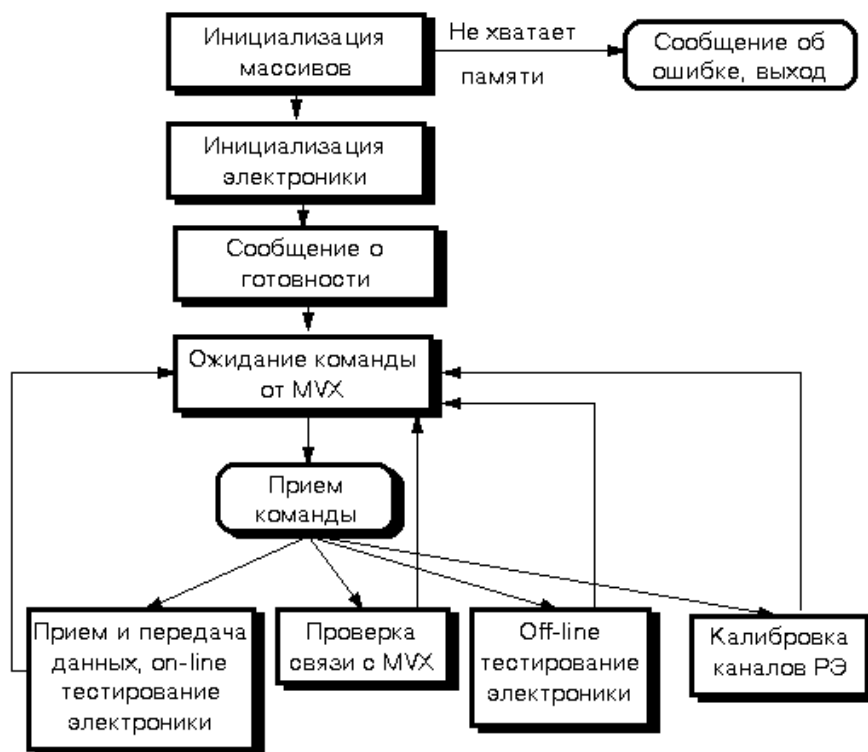 Инициализация
массивов
Не хватает
памяти
Сообщение об
ошибке, выход
Инициализация
электроники
Сообщение о
готовности
Ожидание команды
от MVX
Прием
команды
Прием и передача
данных, on-line
тестирование
электроники
Проверка
связи с MVX
Off-line
тестирование
электроники
Калибровка
каналов РЭ